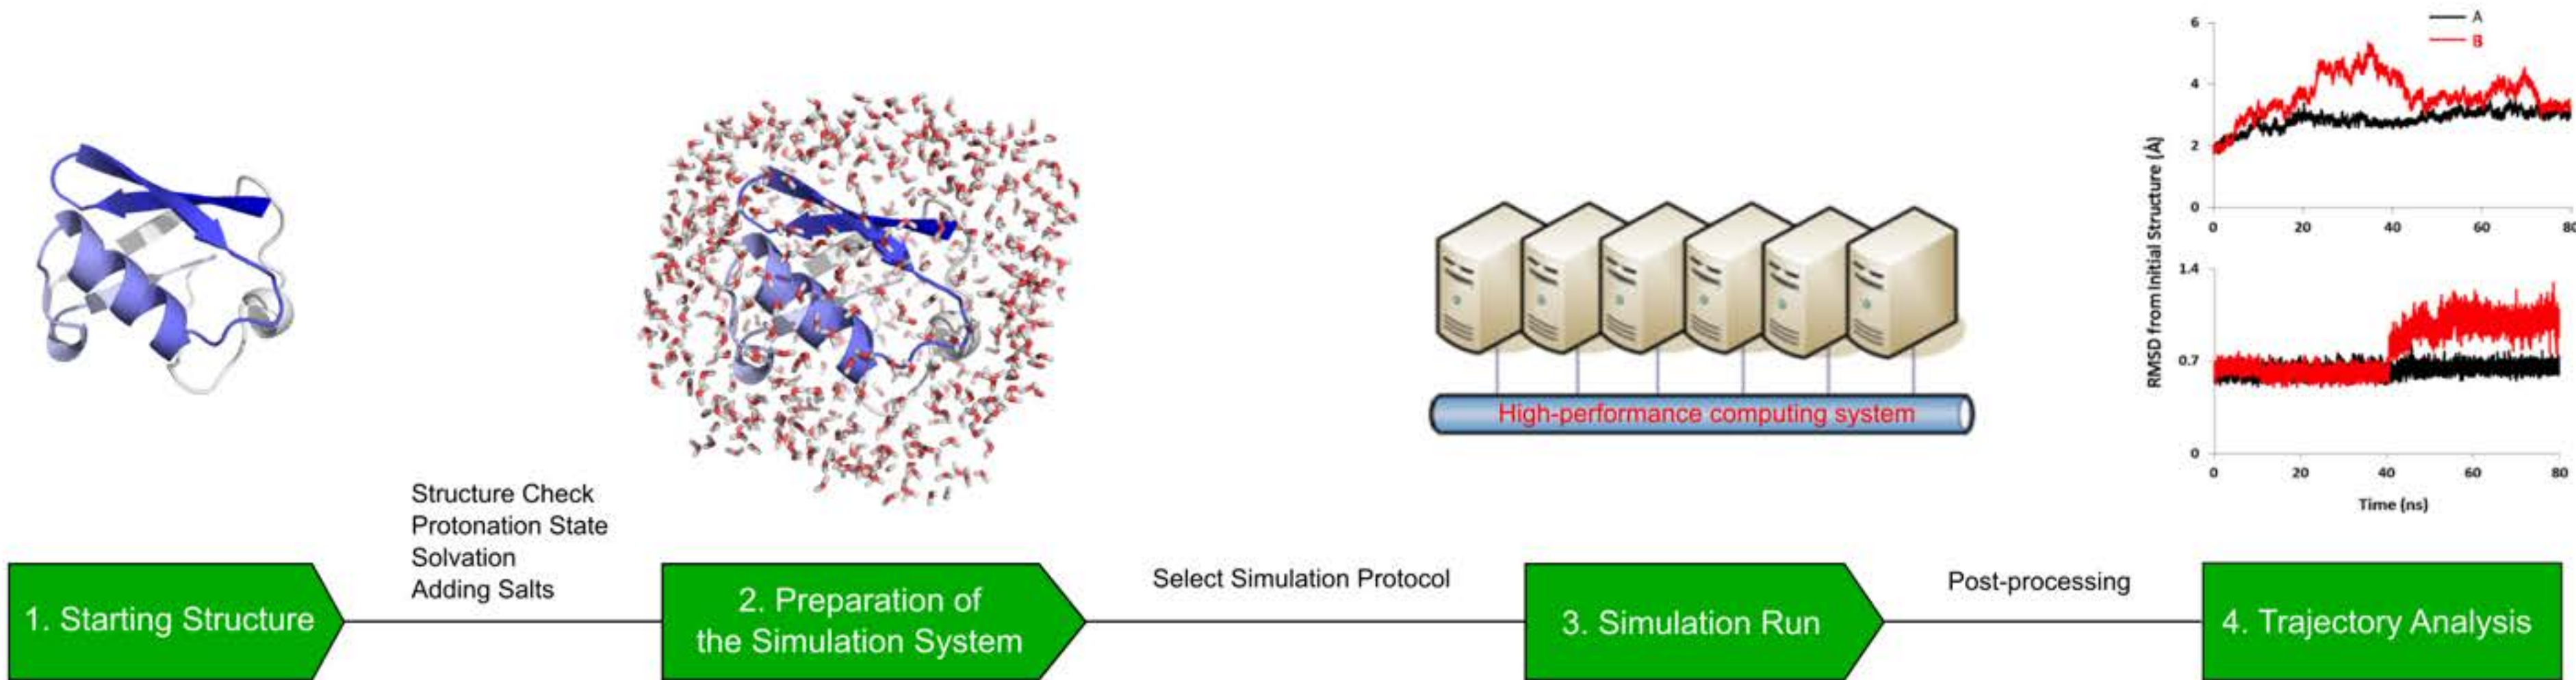 A
B
6
4
2
0
0
20
40
60
80
RMSD from Initial Structure (Å)
1.4
0.7
0
0
20
40
60
80
Time (ns)
High-performance computing system
Structure Check
Protonation State
Solvation
Adding Salts
Select Simulation Protocol
Post-processing
1. Starting Structure
2. Preparation of
the Simulation System
3. Simulation Run
4. Trajectory Analysis